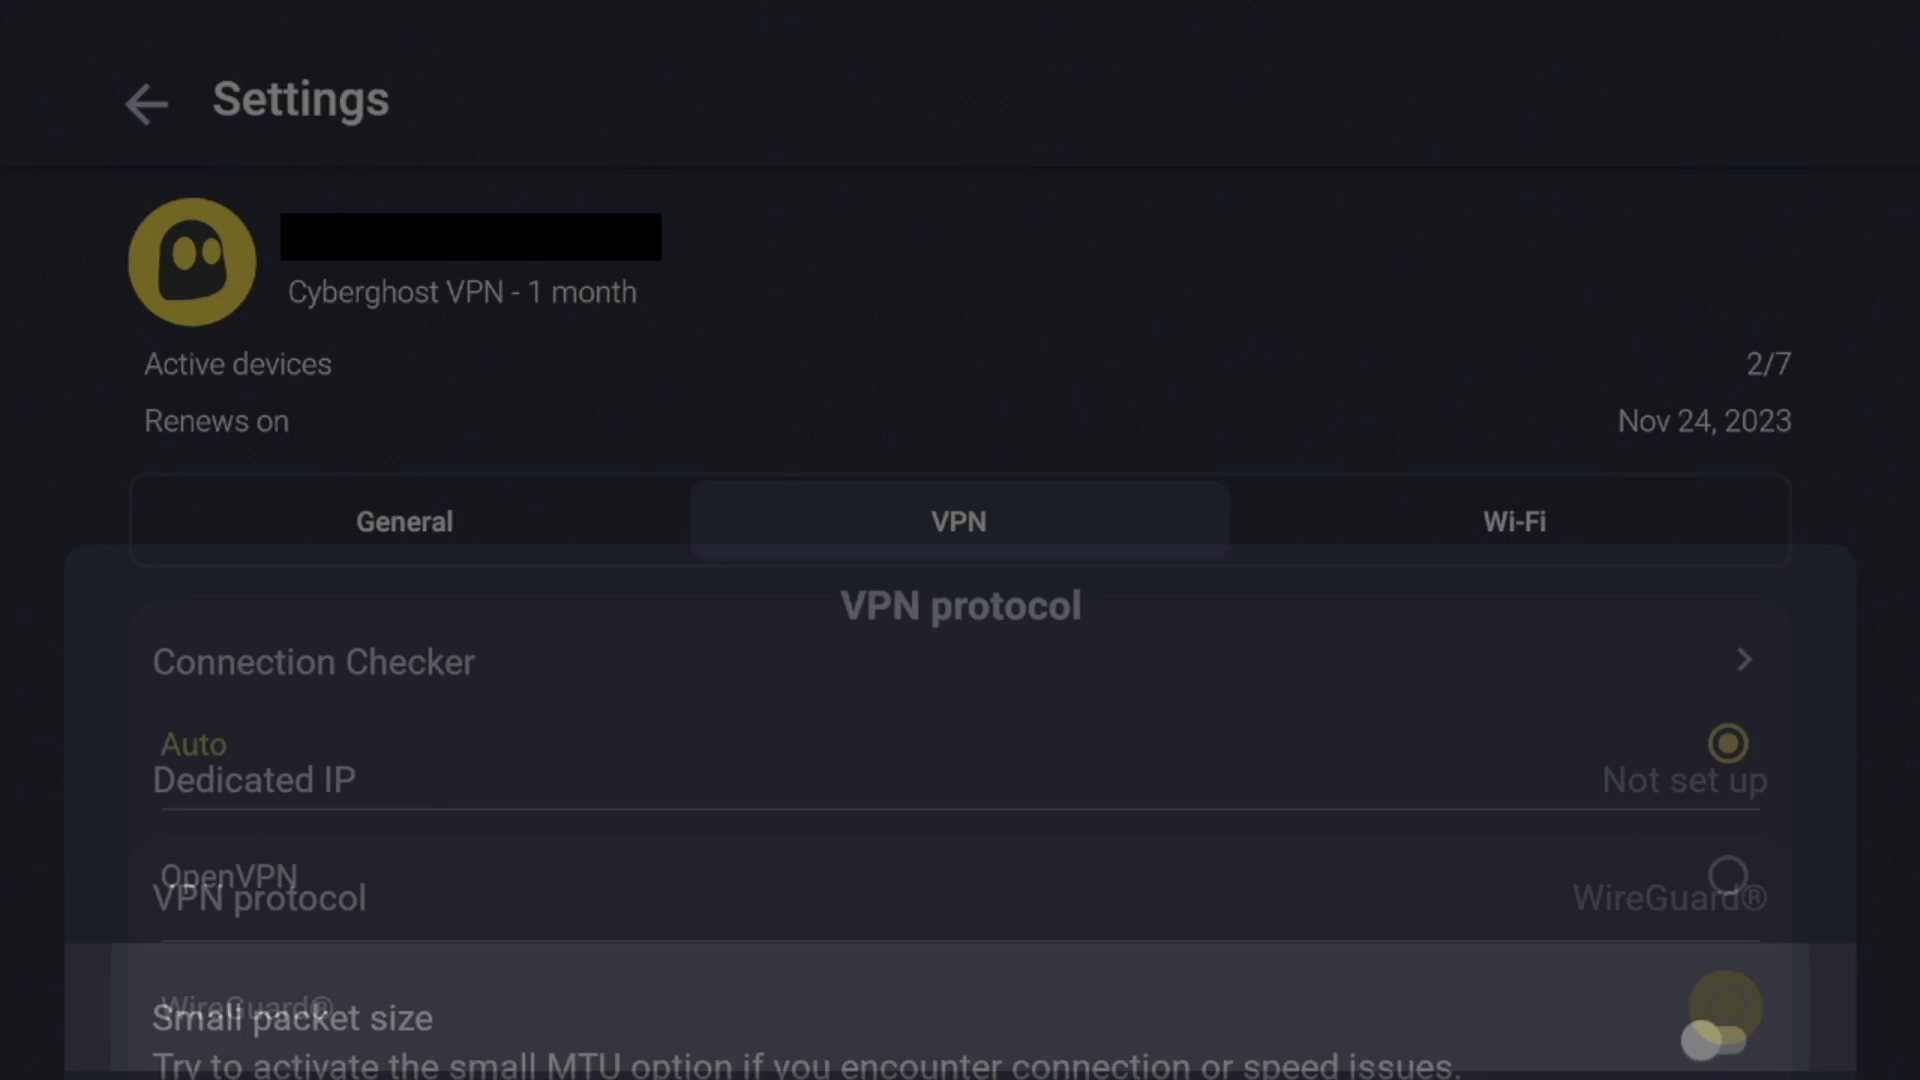 Settings
Cyberghost VPN - 1 month
Active devices 2/7
Renews on Nov 24, 2023
General VPN Wi-Fi
VPN protocol
Connection Checker
Auto
Dedicated IP Not set up
OpenVPN
VPN protocol WireGuard®
WireGuard®
Small packet size
Try to activate the small MTU option if you encounter connection or speed issues.